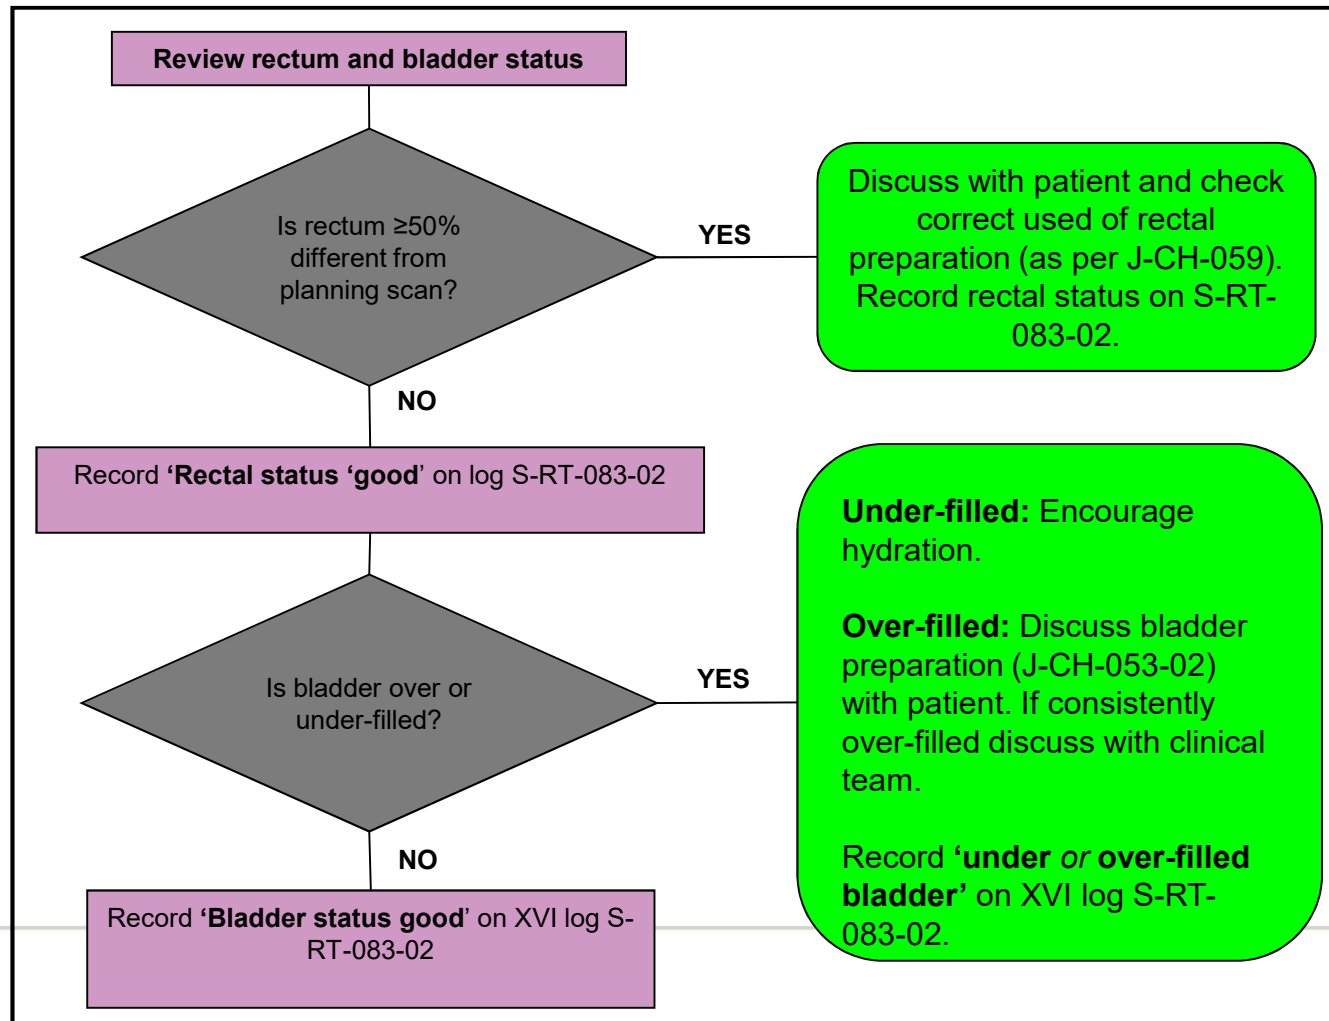 Review rectum and bladder status
Is rectum ≥50%
different from
planning scan?
YES
Discuss with patient and check
correct used of rectal
preparation (as per J-CH-059).
Record rectal status on S-RT-
083-02.
NO
Record ‘Rectal status ‘good’ on log S-RT-083-02
Is bladder over or
under-filled?
YES
Under-filled: Encourage
hydration.
Over-filled: Discuss bladder
preparation (J-CH-053-02)
with patient. If consistently
over-filled discuss with clinical
team.
Record ‘under or over-filled
bladder’ on XVI log S-RT-
083-02.
NO
Record ‘Bladder status good’ on XVI log S-
RT-083-02